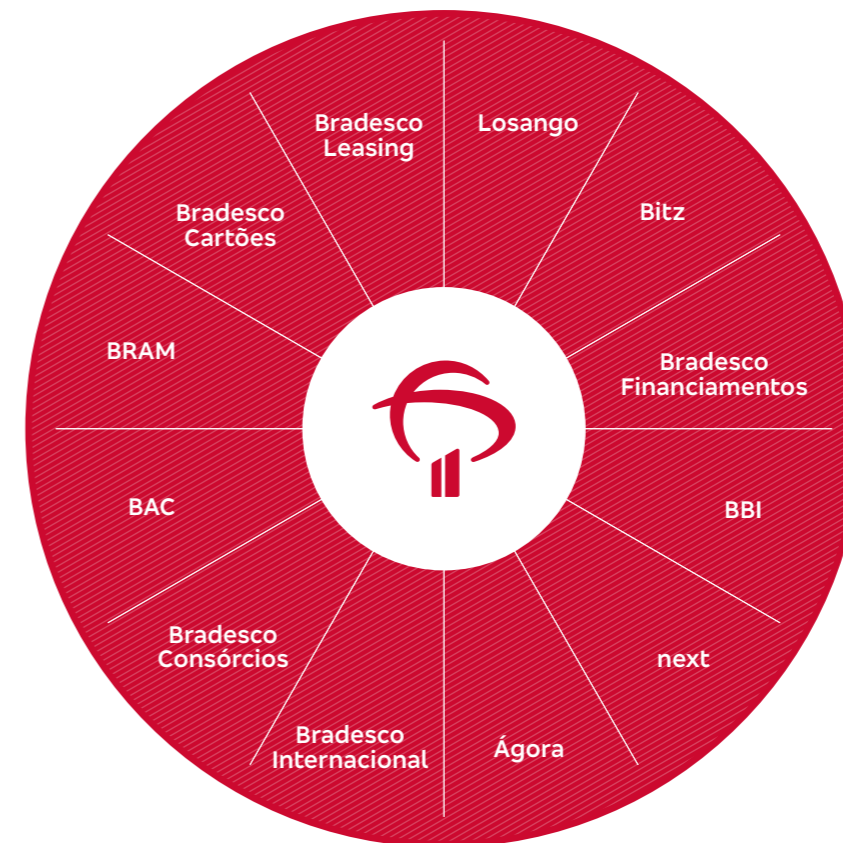 Bradesco
Leasing
Losango
Bitz
Bradesco
Financiamentos
BBI
next
Ágora
Bradesco
Internacional
Bradesco
Consórcios
BAC
BRAM
Bradesco
Cartões